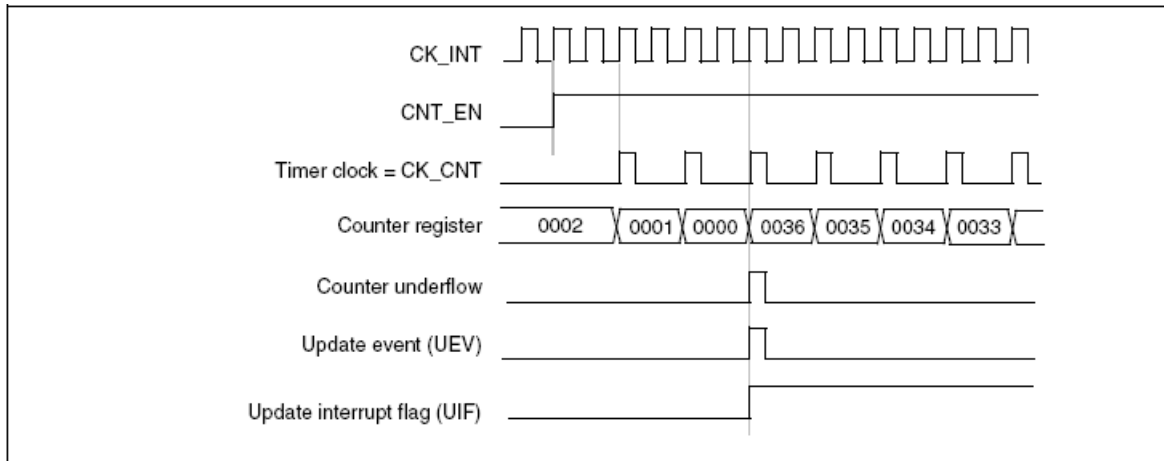 CK_INT
CNT_EN
Timer clock = CK_CNT
Counter register 0002 0001 0000 0036 0035 0034 0033
Counter underflow
Update event (UEV)
Update interrupt flag (UIF)